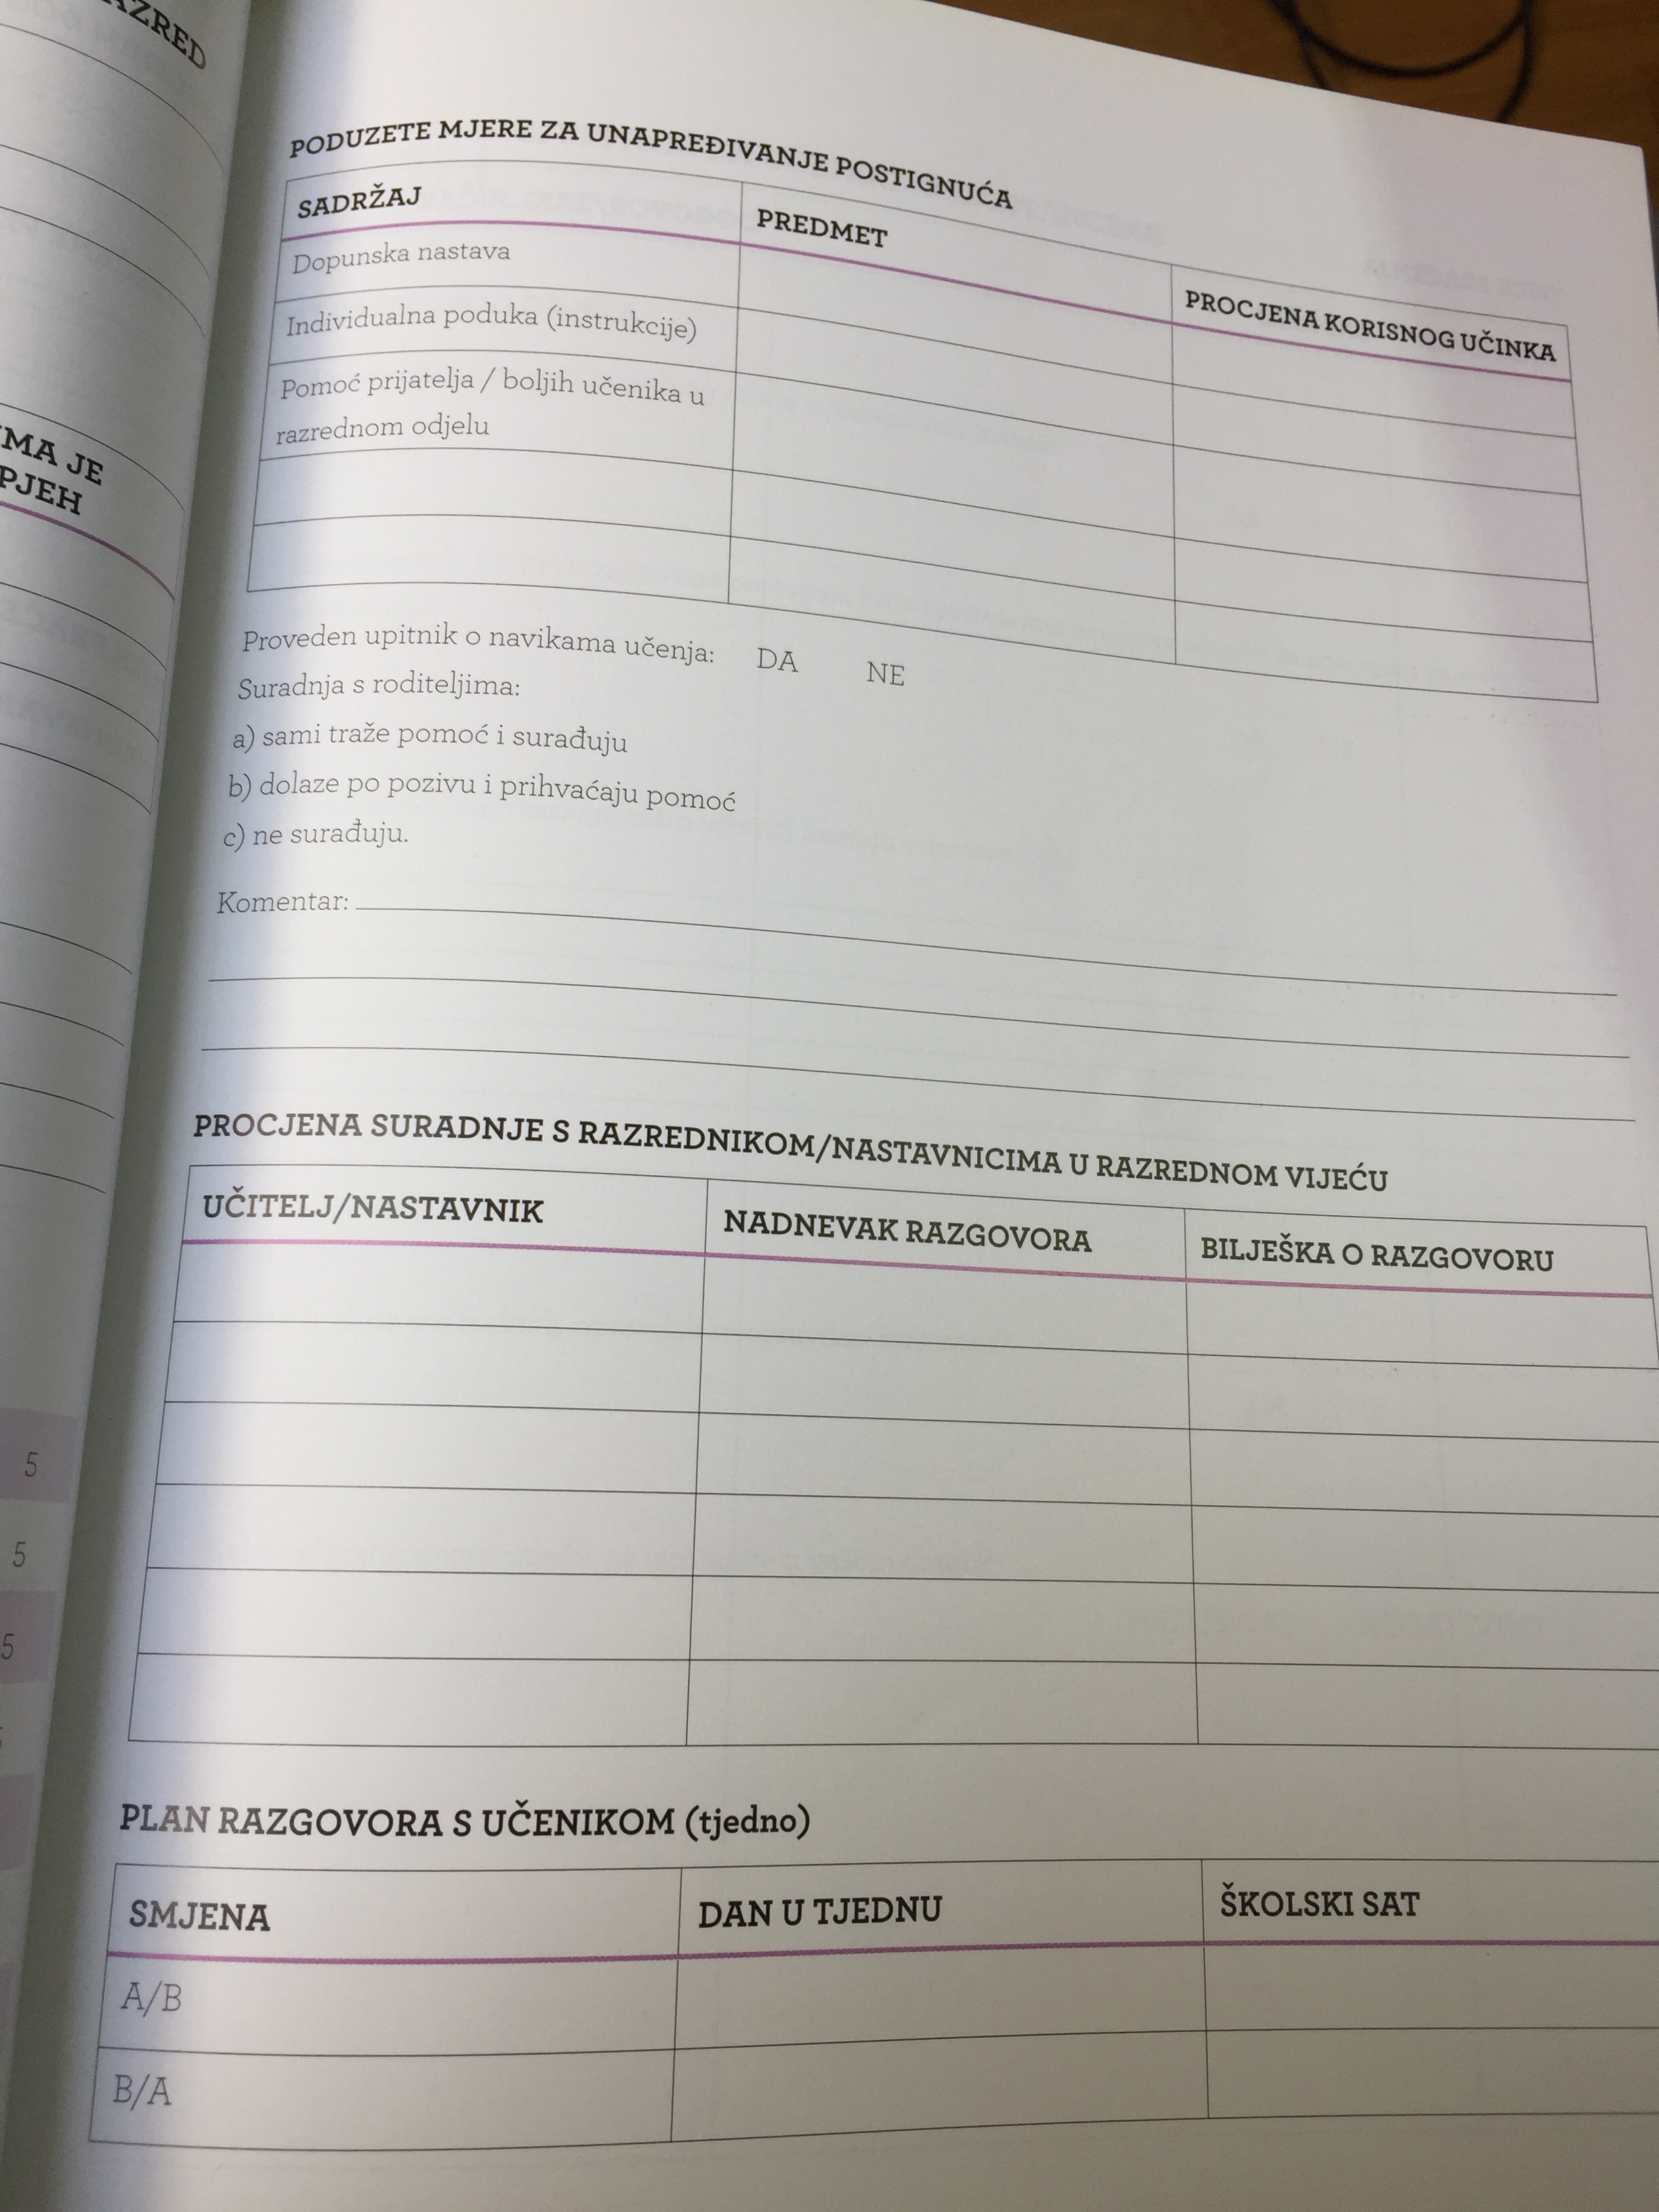 RAZRED
MA JE
PJEH
5
5
5
PODUZETE MJERE ZA UNAPREĐIVANJE POSTIGNUĆA
SADRŽAJ PREDMET PROCJENA KORISNOG UČINKA
Dopunska nastava
Individualna poduka (instrukcije)
Pomoć prijatelja / boljih učenika u
razrednom odjelu
Proveden upitnik o navikama učenja: DA NE
Suradnja s roditeljima:
a) sami traže pomoć i surađuju
b) dolaze po pozivu i prihvaćaju pomoć
c) ne surađuju.
Komentar:
PROCJENA SURADNJE S RAZREDNIKOM/NASTAVNICIMA U RAZREDNOM VIJEĆU
UČITELJ/NASTAVNIK NADNEVAK RAZGOVORA BILJEŠKA O RAZGOVORU
PLAN RAZGOVORA S UČENIKOM (tjedno)
SMJENA DAN U TJEDNU ŠKOLSKI SAT
A/B
B/A